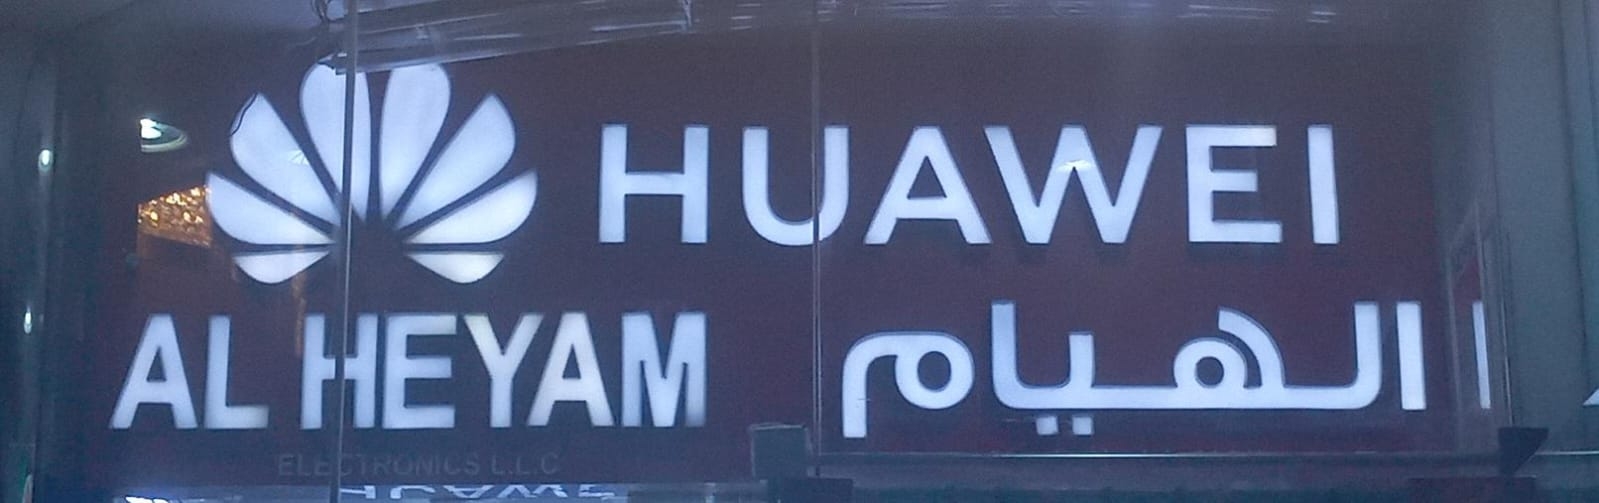 HUAWEI
AL HEYAM الهيام
ELECTRONICS L.L.C